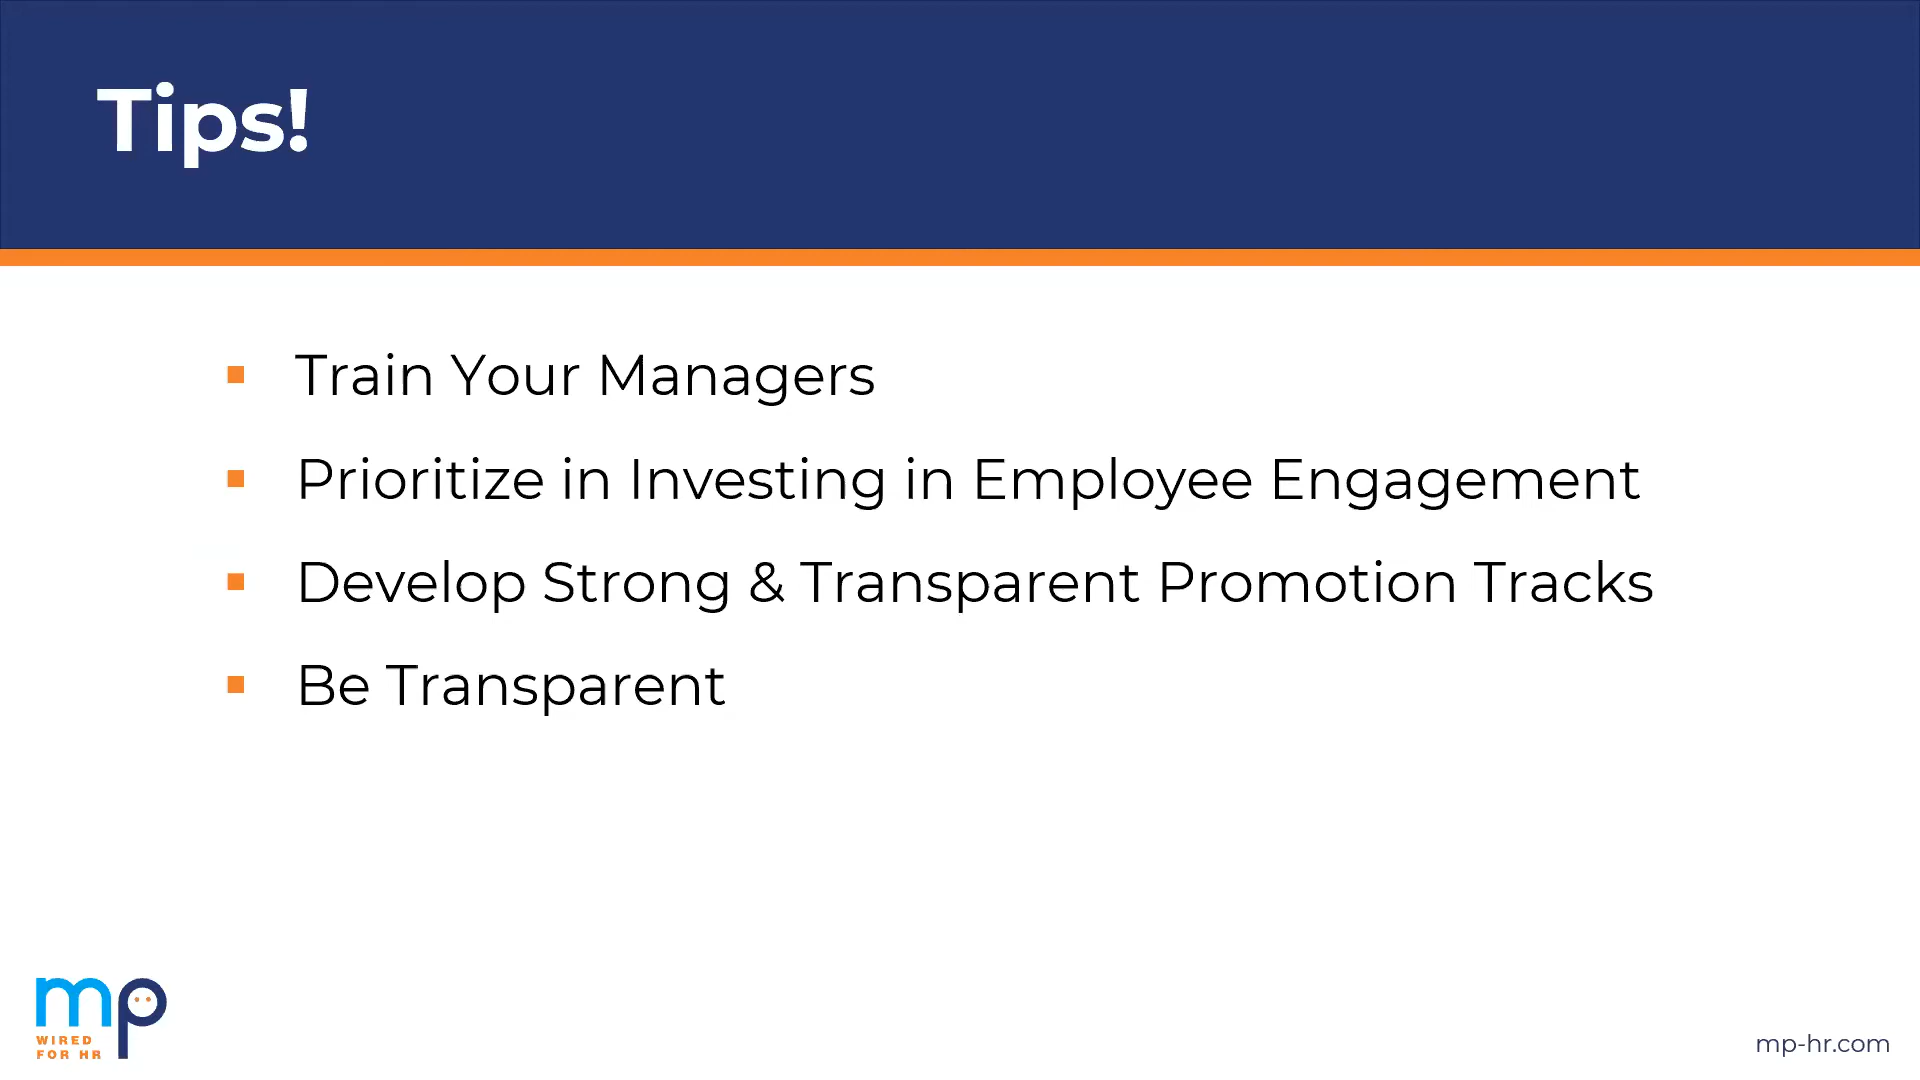 Tips!
Train Your Managers
Prioritize in Investing in Employee Engagement
Develop Strong & Transparent Promotion Tracks
Be Transparent
mp
WIRED
FOR HR
mp-hr.com